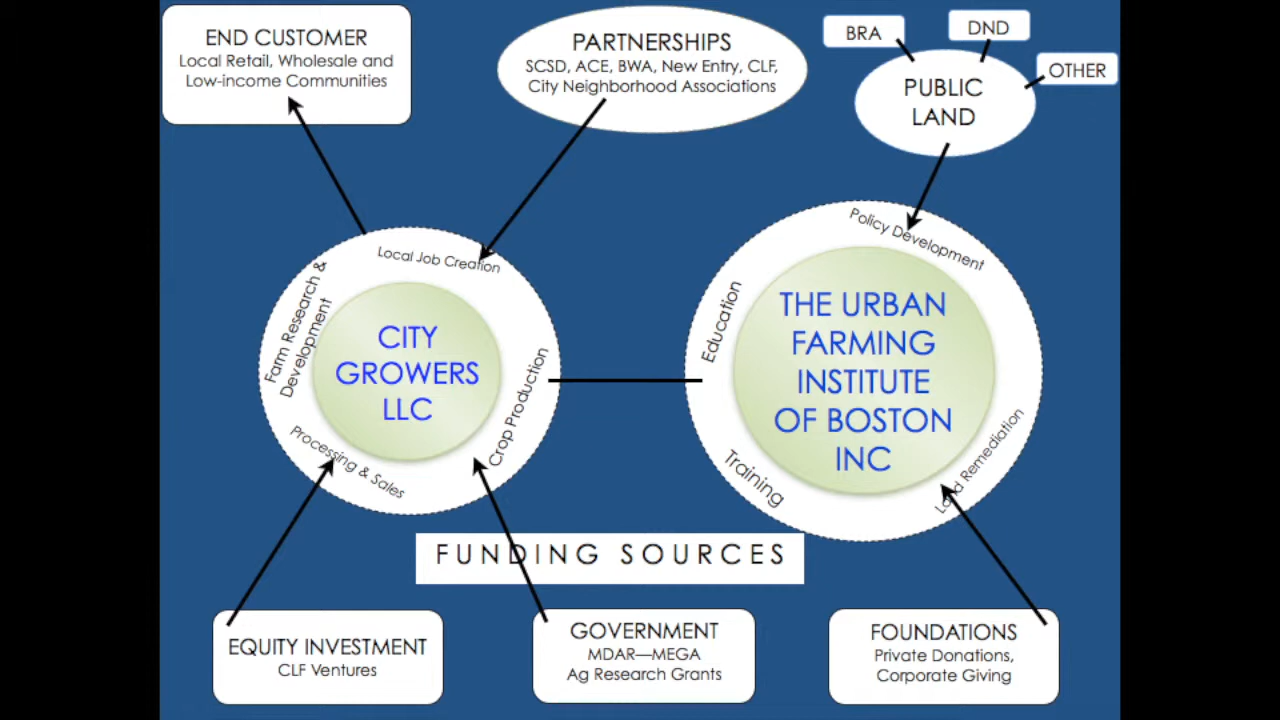 END CUSTOMER
Local Retail, Wholesale and
Low-income Communities
PARTNERSHIPS
SCSD, ACE, BWA, New Entry, CLF,
City Neighborhood Associations
BRA
DND
OTHER
PUBLIC
LAND
Local Job Creation
Farm Research &
Development
CITY
GROWERS
LLC
Crop Production
Processing & Sales
Policy Development
Education
THE URBAN
FARMING
INSTITUTE
OF BOSTON
INC
Training
Land Remediation
FUNDING SOURCES
EQUITY INVESTMENT
CLF Ventures
GOVERNMENT
MDAR—MEGA
Ag Research Grants
FOUNDATIONS
Private Donations,
Corporate Giving